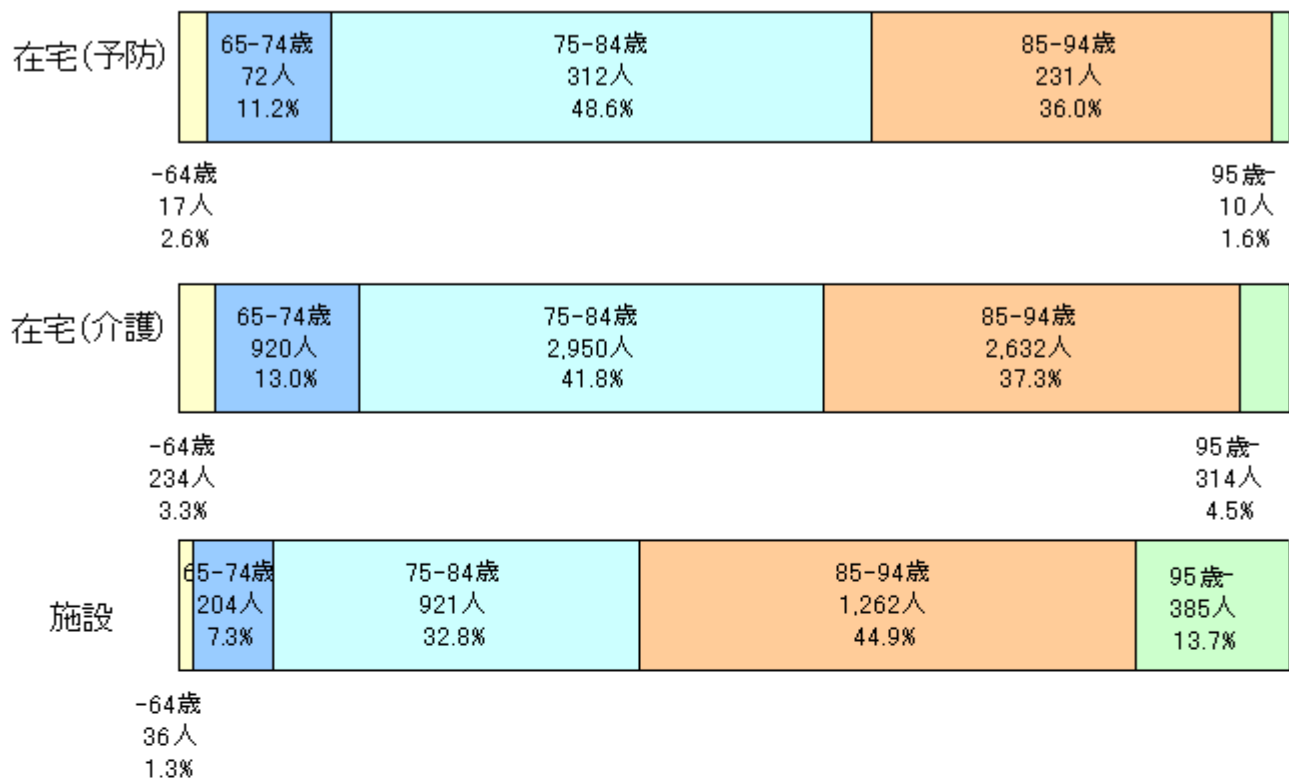 在宅(予防)
65-74歳
72人
11.2%
75-84歳
312人
48.6%
85-94歳
231人
36.0%
-64歳
17人
2.6%
95歳-
10人
1.6%
在宅(介護)
65-74歳
920人
13.0%
75-84歳
2,950人
41.8%
85-94歳
2,632人
37.3%
-64歳
234人
3.3%
95歳-
314人
4.5%
施設
65-74歳
204人
7.3%
75-84歳
921人
32.8%
85-94歳
1,262人
44.9%
95歳-
385人
13.7%
-64歳
36人
1.3%